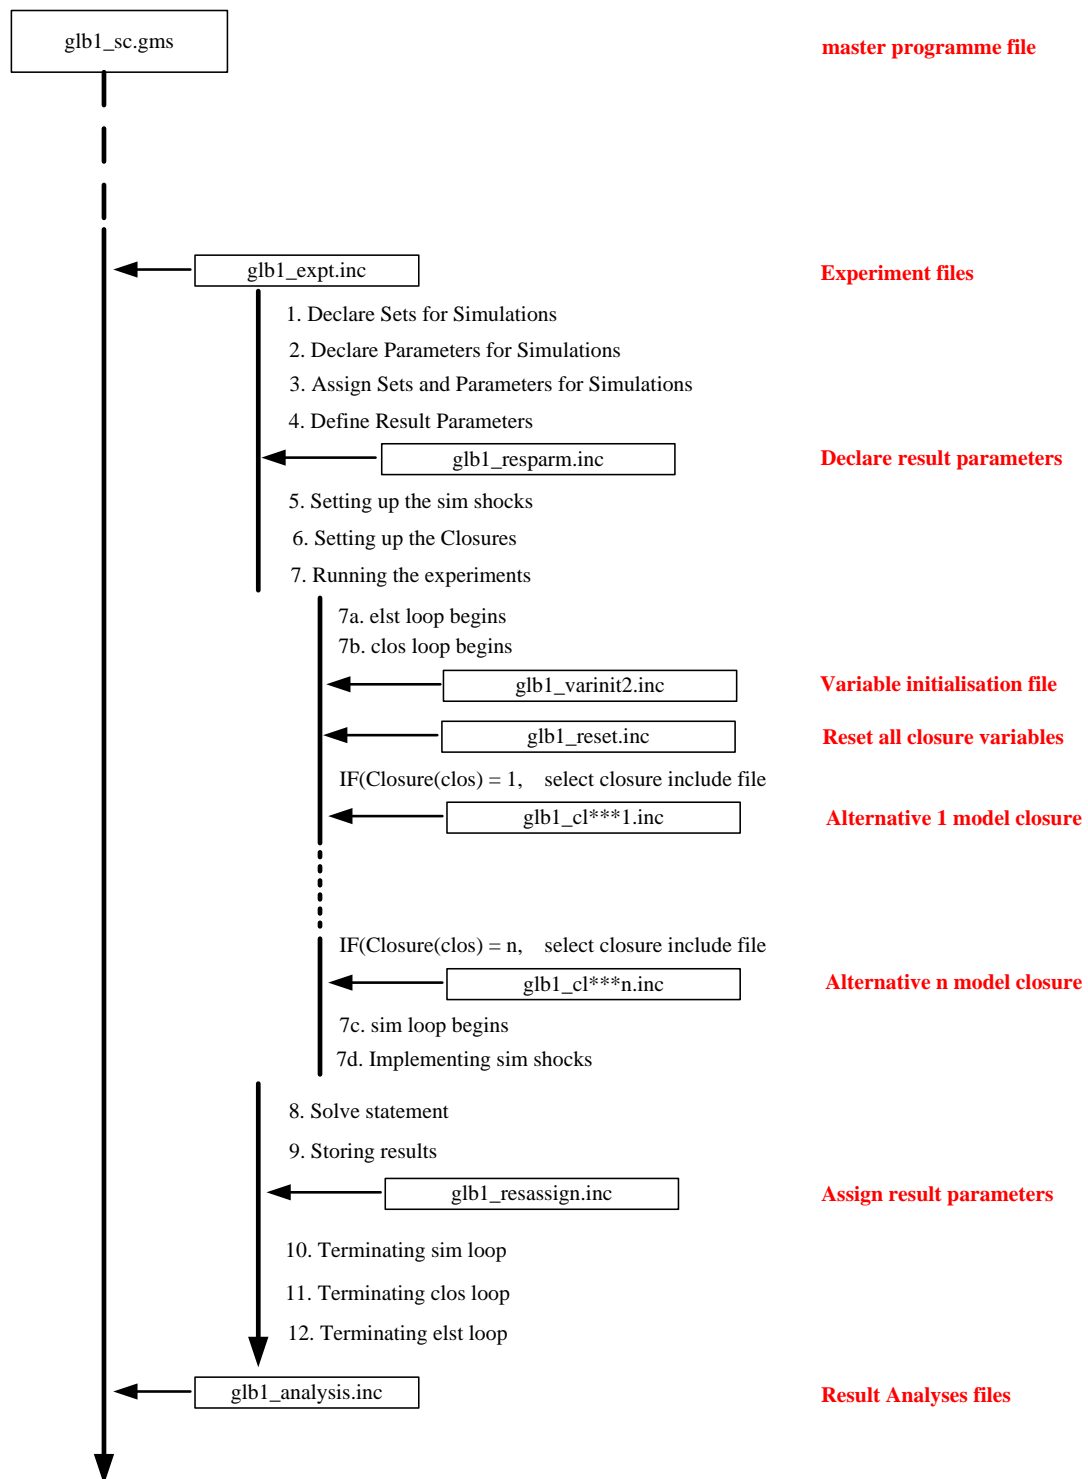 glb1_sc.gms
master programme file
glb1_expt.inc
Experiment files
1. Declare Sets for Simulations
2. Declare Parameters for Simulations
3. Assign Sets and Parameters for Simulations
4. Define Result Parameters
glb1_resparm.inc
Declare result parameters
5. Setting up the sim shocks
6. Setting up the Closures
7. Running the experiments
7a. elst loop begins
7b. clos loop begins
glb1_varinit2.inc
Variable initialisation file
glb1_reset.inc
Reset all closure variables
IF(Closure(clos) = 1, select closure include file
glb1_cl***1.inc
Alternative 1 model closure
IF(Closure(clos) = n, select closure include file
glb1_cl***n.inc
Alternative n model closure
7c. sim loop begins
7d. Implementing sim shocks
8. Solve statement
9. Storing results
glb1_resassign.inc
Assign result parameters
10. Terminating sim loop
11. Terminating clos loop
12. Terminating elst loop
glb1_analysis.inc
Result Analyses files